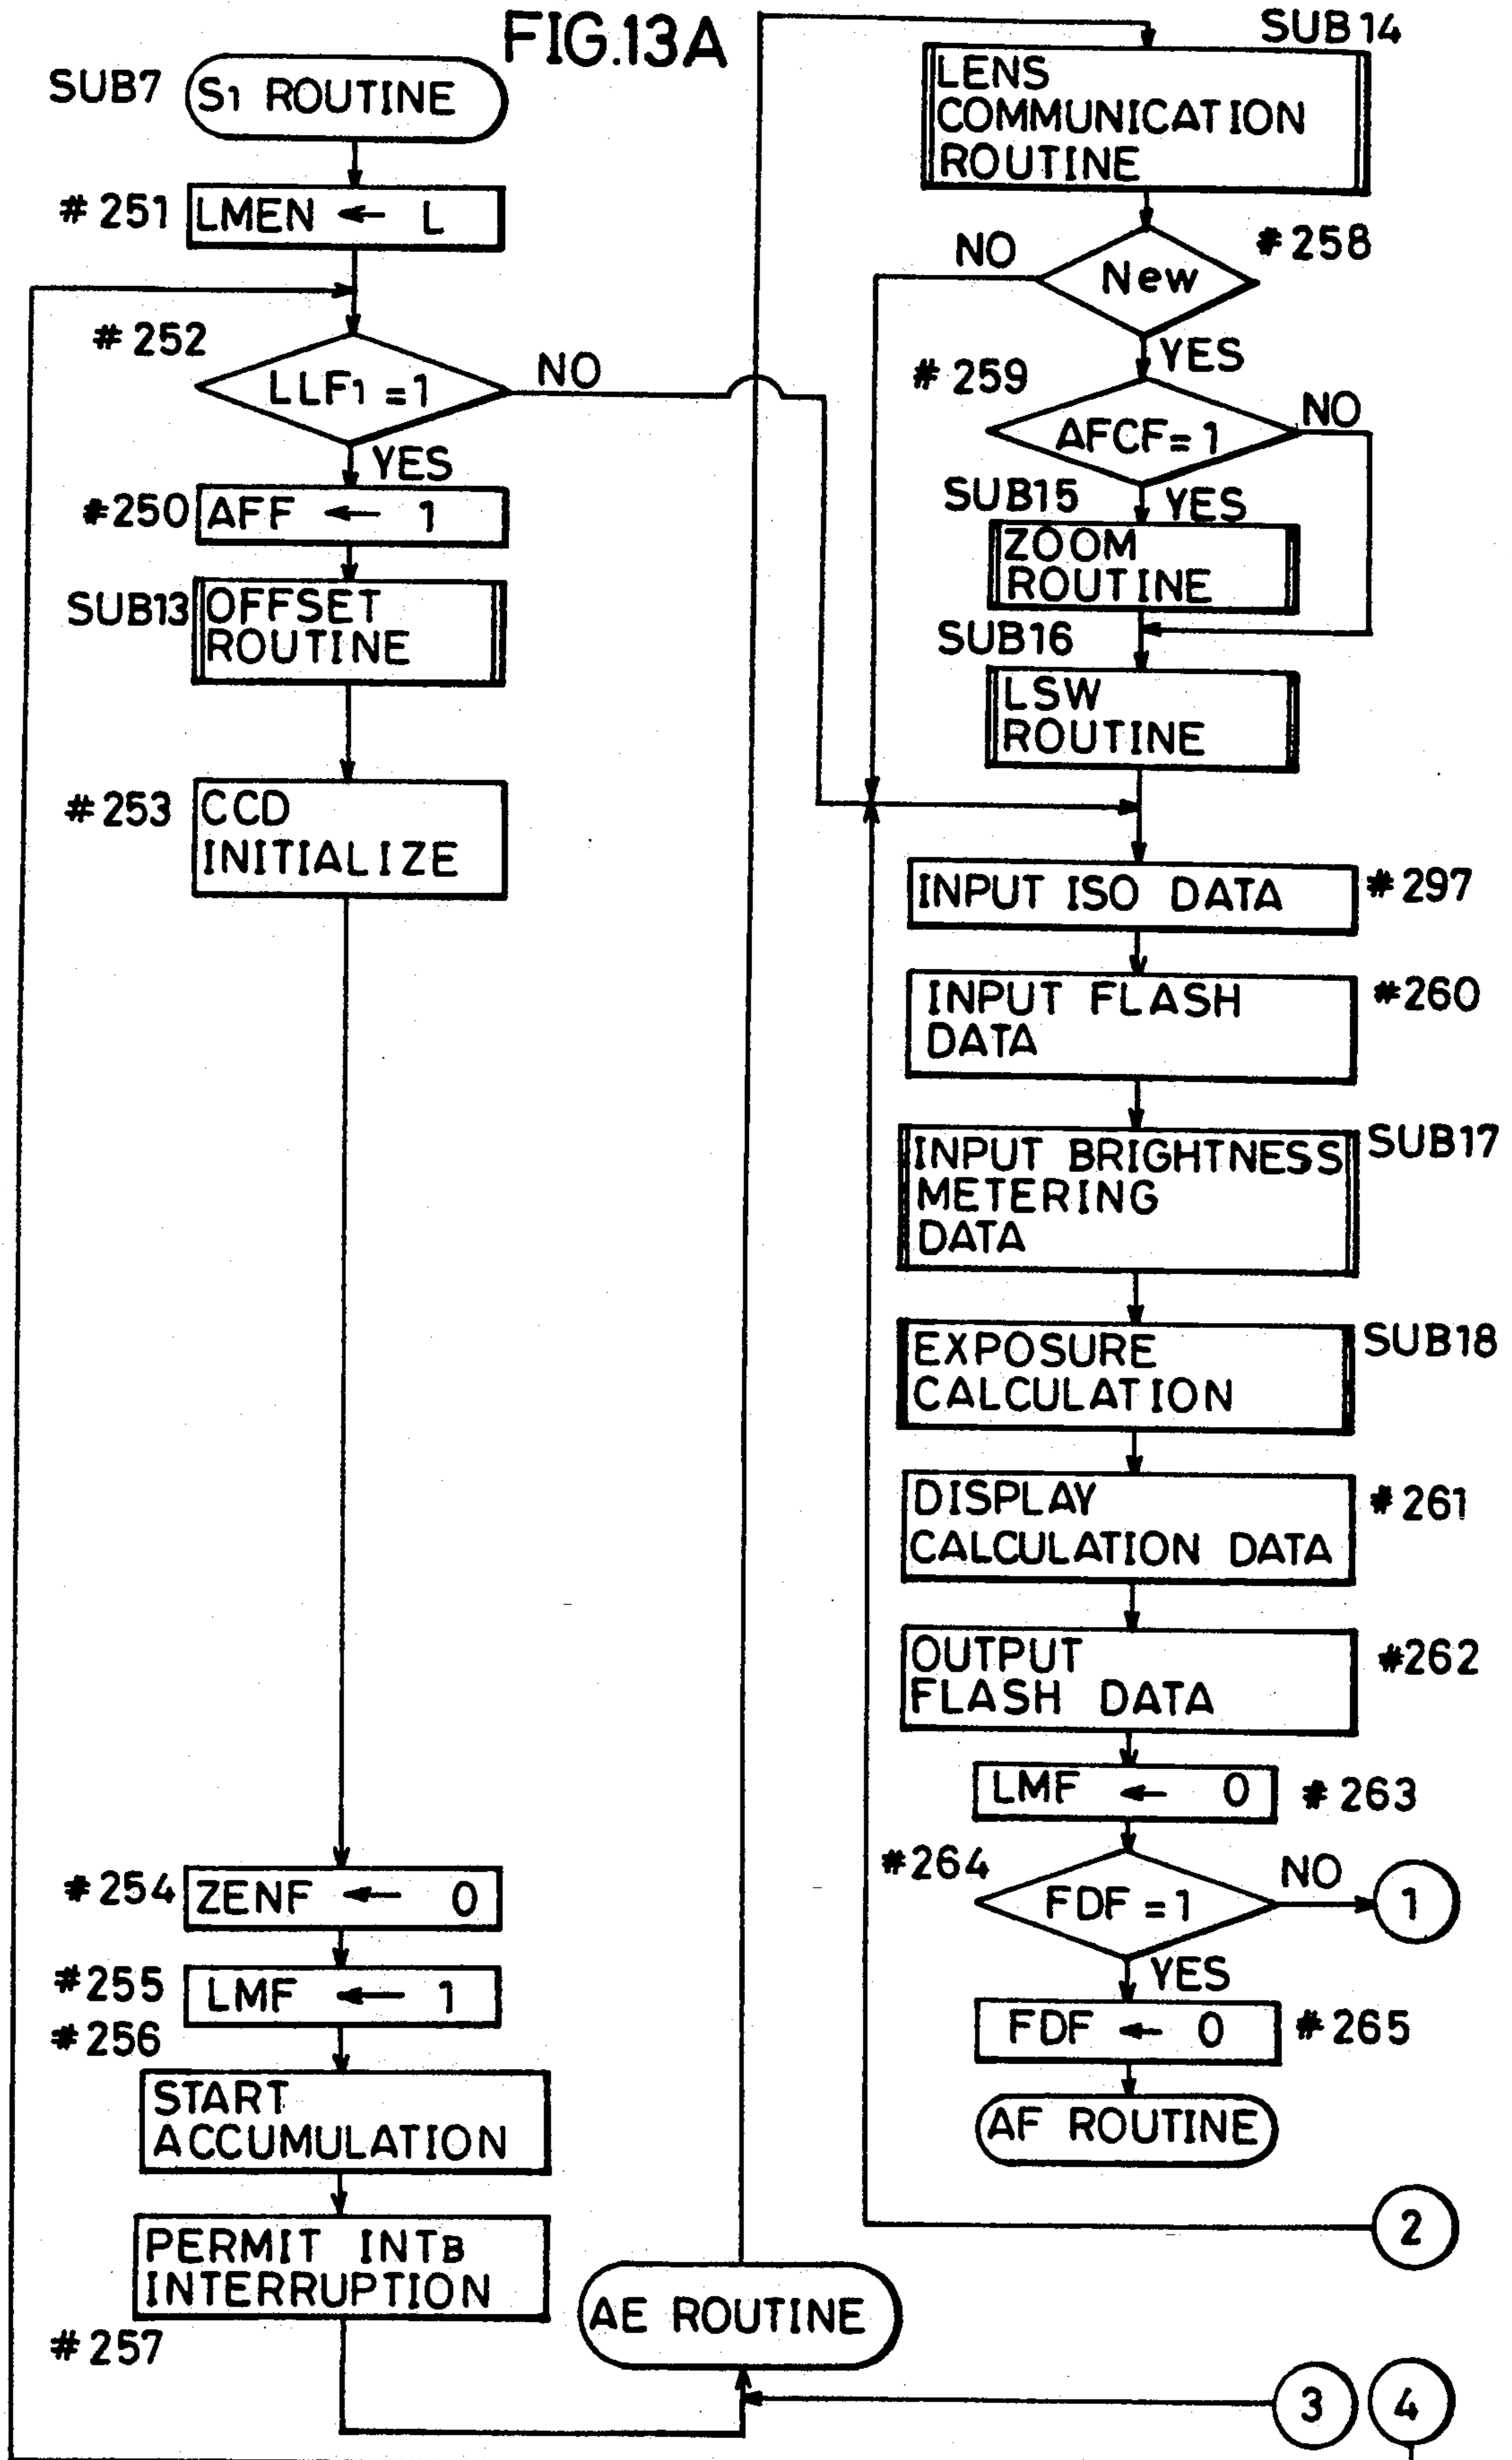 FIG.13A
SUB7
S1 ROUTINE
#251
LMEN ← L
#252
LLF1 =1
NO
YES
#250
AFF ← 1
SUB13
OFFSET
ROUTINE
#253
CCD
INITIALIZE
#254
ZENF ← 0
#255
LMF ← 1
#256
START
ACCUMULATION
PERMIT INTB
INTERRUPTION
#257
AE ROUTINE
SUB14
LENS
COMMUNICATION
ROUTINE
#258
New
NO
YES
#259
AFCF=1
NO
YES
SUB15
ZOOM
ROUTINE
SUB16
LSW
ROUTINE
INPUT ISO DATA
#297
INPUT FLASH
DATA
#260
INPUT BRIGHTNESS
METERING
DATA
SUB17
EXPOSURE
CALCULATION
SUB18
DISPLAY
CALCULATION DATA
#261
OUTPUT
FLASH DATA
#262
LMF ← 0
#263
#264
FDF =1
NO
1
YES
FDF ← 0
#265
AF ROUTINE
2
3
4